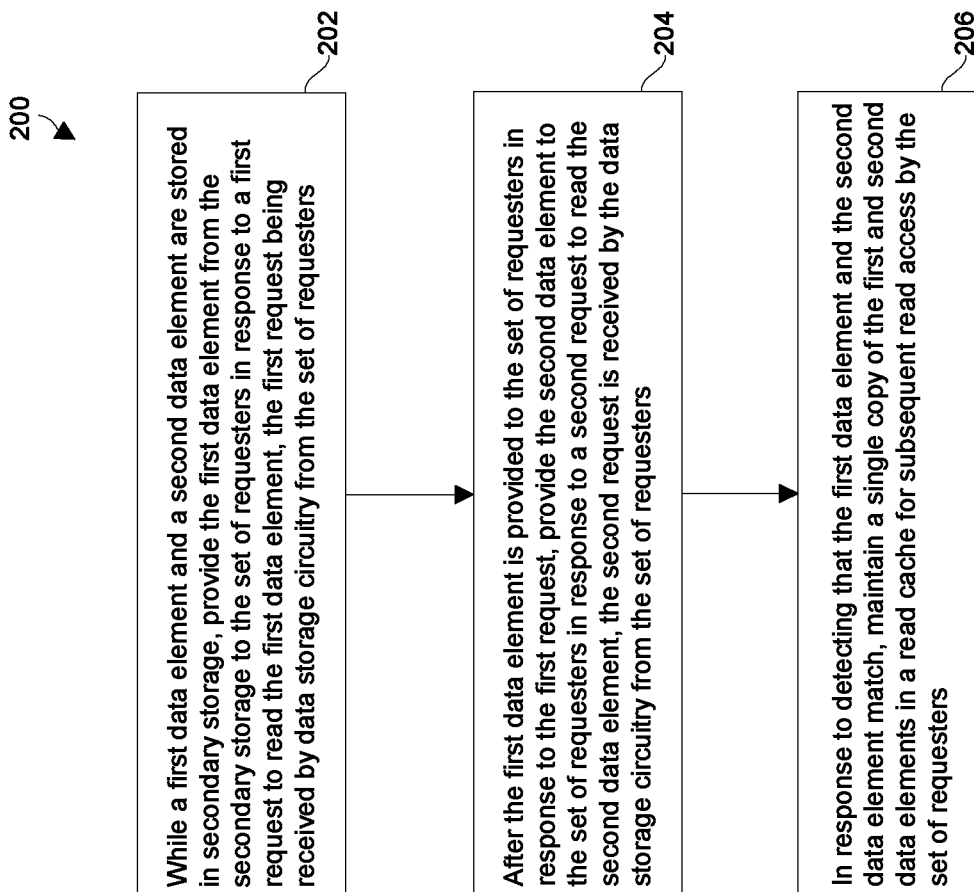 200
While a first data element and a second data element are stored
in secondary storage, provide the first data element from the
secondary storage to the set of requesters in response to a first
request to read the first data element, the first request being
received by data storage circuitry from the set of requesters
202
After the first data element is provided to the set of requesters in
response to the first request, provide the second data element to
the set of requesters in response to a second request to read the
second data element, the second request is received by the data
storage circuitry from the set of requesters
204
In response to detecting that the first data element and the second
data element match, maintain a single copy of the first and second
data elements in a read cache for subsequent read access by the
set of requesters
206